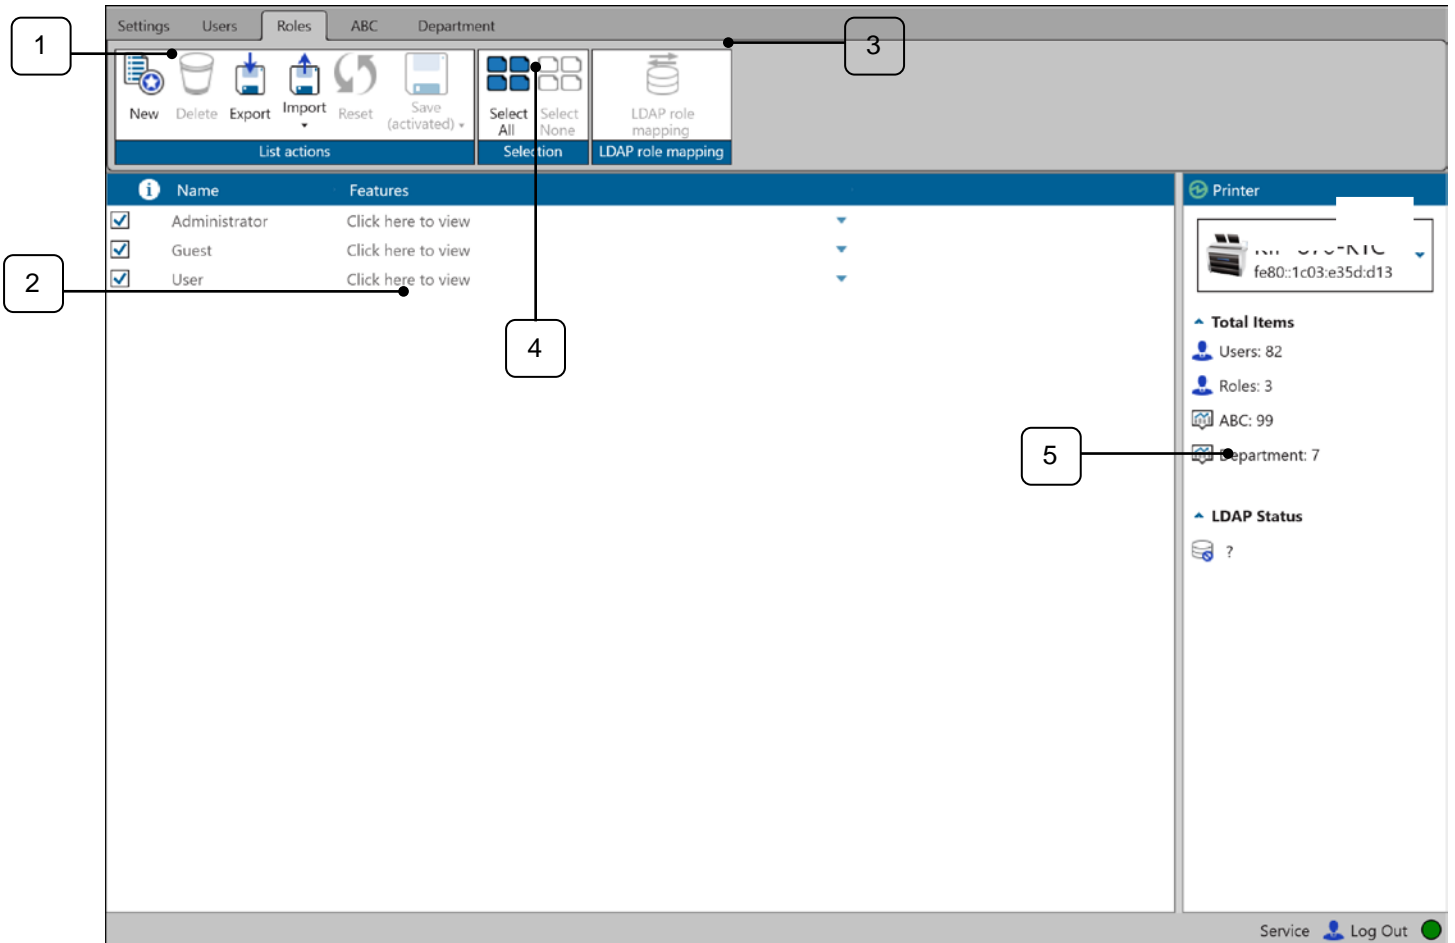 Settings Users Roles ABC Department
1
3
New Delete Export Import Reset Save (activated) Select All Select None LDAP role mapping
List actions Selection LDAP role mapping
4
Name Features
Administrator Click here to view
Guest Click here to view
User Click here to view
2
Printer
fe80::1c03:e35d:d13
Total Items
Users: 82
Roles: 3
ABC: 99
5
Department: 7
LDAP Status
?
Service Log Out